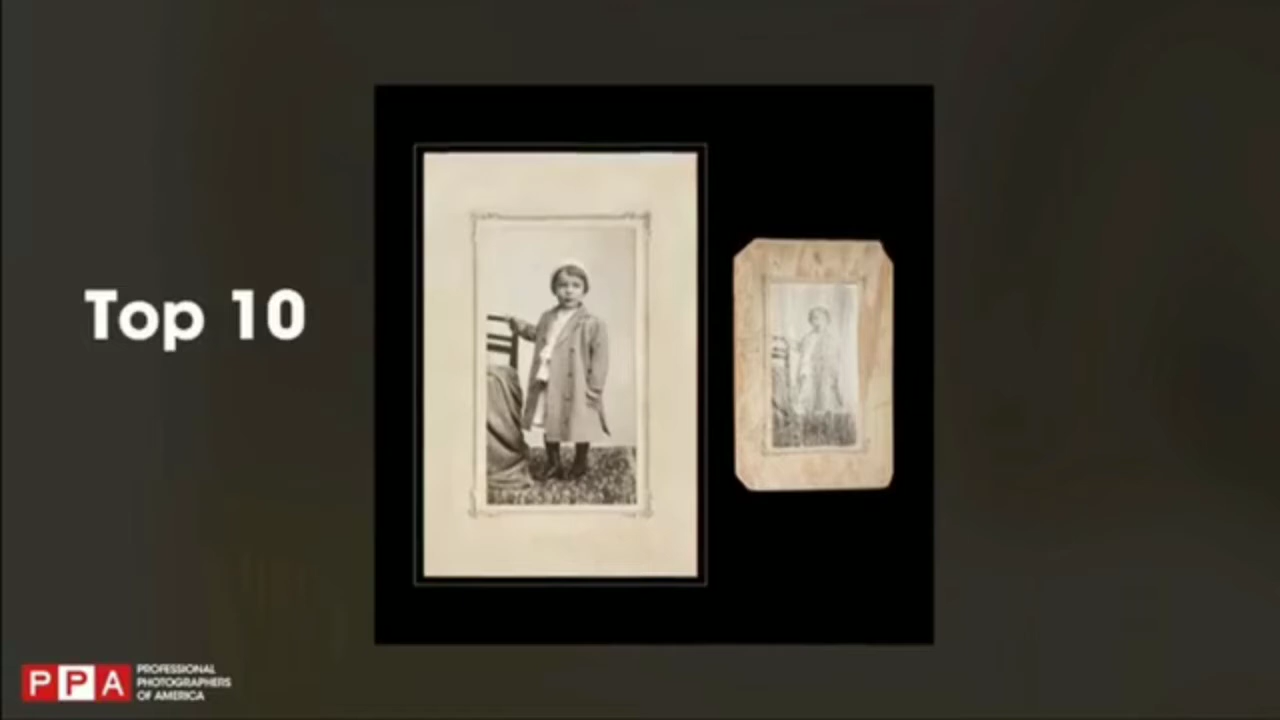 Top 10
PPA
PROFESSIONAL
PHOTOGRAPHERS
OF AMERICA